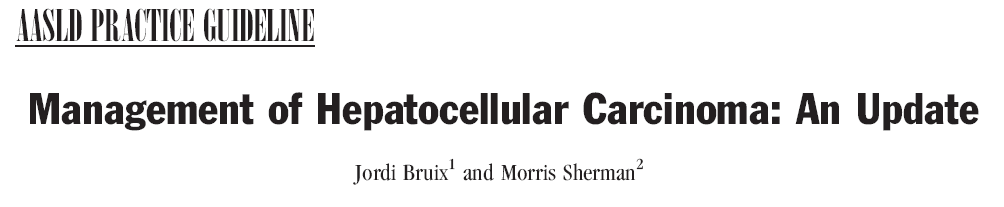 AASLD PRACTICE GUIDELINE
Management of Hepatocellular Carcinoma: An Update
Jordi Bruix¹ and Morris Sherman²